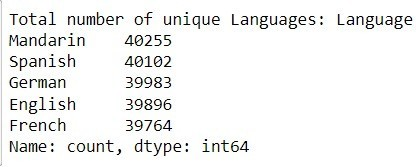 Total number of unique Languages: Language
Mandarin    40255
Spanish     40102
German      39983
English     39896
French      39764
Name: count, dtype: int64